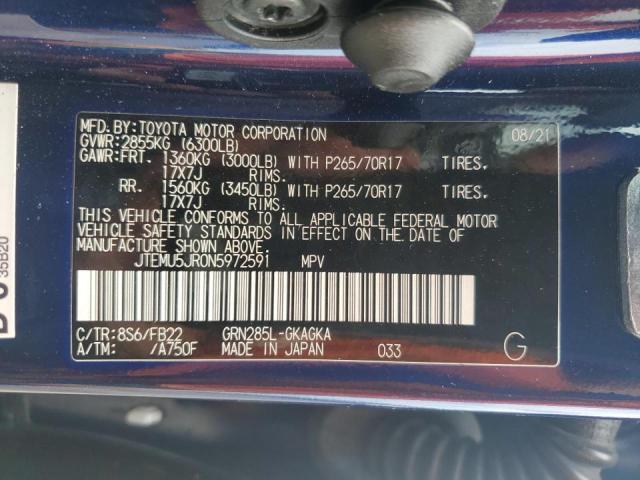 MFD.BY:TOYOTA MOTOR CORPORATION 08/21
GVWR:2855KG (6300LB)
GAWR:FRT. 1360KG (3000LB) WITH P265/70R17 TIRES.
17X7J RIMS.
RR. 1560KG (3450LB) WITH P265/70R17 TIRES.
17X7J RIMS.
THIS VEHICLE CONFORMS TO ALL APPLICABLE FEDERAL MOTOR
VEHICLE SAFETY STANDARDS IN EFFECT ON THE DATE OF
MANUFACTURE SHOWN ABOVE.
JTEMU5JR0N5972591 MPV
C/TR:8S6/FB22 GRN285L-GKAGKA
A/TM: /A750F MADE IN JAPAN 033 G
35B20